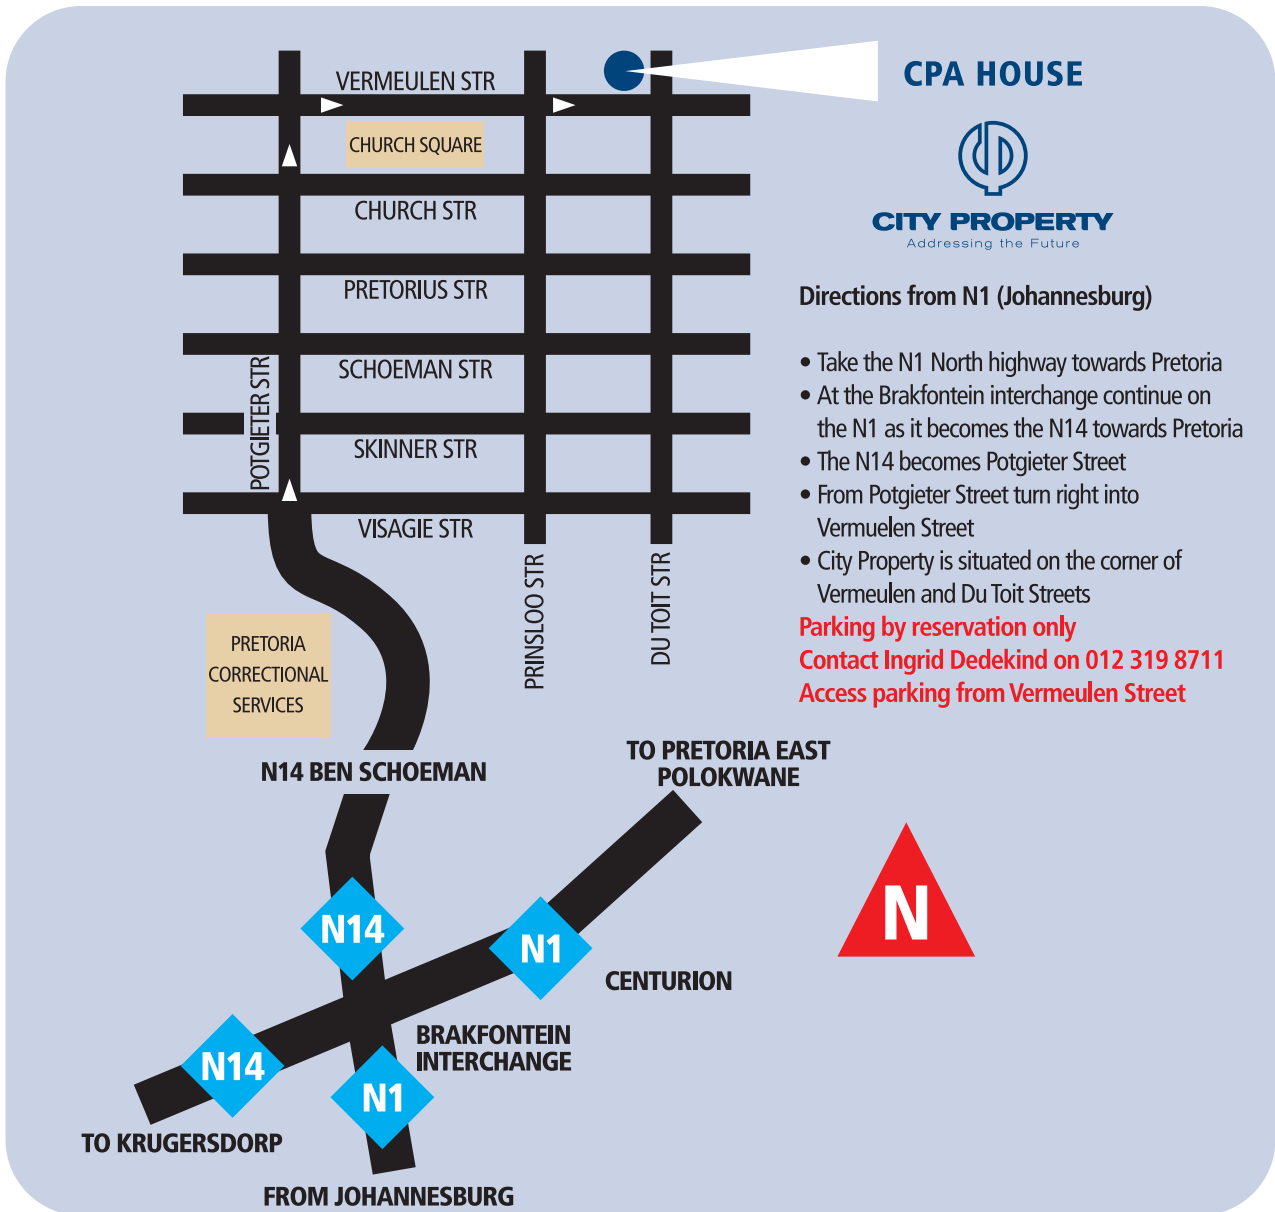 VERMEULEN STR
CHURCH SQUARE
CHURCH STR
PRETORIUS STR
SCHOEMAN STR
SKINNER STR
VISAGIE STR
POTGIETER STR
PRINSLOO STR
DU TOIT STR
PRETORIA
CORRECTIONAL
SERVICES
N14 BEN SCHOEMAN
TO PRETORIA EAST
POLOKWANE
N14
N1
CENTURION
BRAKFONTEIN
INTERCHANGE
N14
N1
TO KRUGERSDORP
FROM JOHANNESBURG
CPA HOUSE
CITY PROPERTY
Addressing the Future
Directions from N1 (Johannesburg)
• Take the N1 North highway towards Pretoria
• At the Brakfontein interchange continue on
the N1 as it becomes the N14 towards Pretoria
• The N14 becomes Potgieter Street
• From Potgieter Street turn right into
Vermuelen Street
• City Property is situated on the corner of
Vermeulen and Du Toit Streets
Parking by reservation only
Contact Ingrid Dedekind on 012 319 8711
Access parking from Vermeulen Street
N